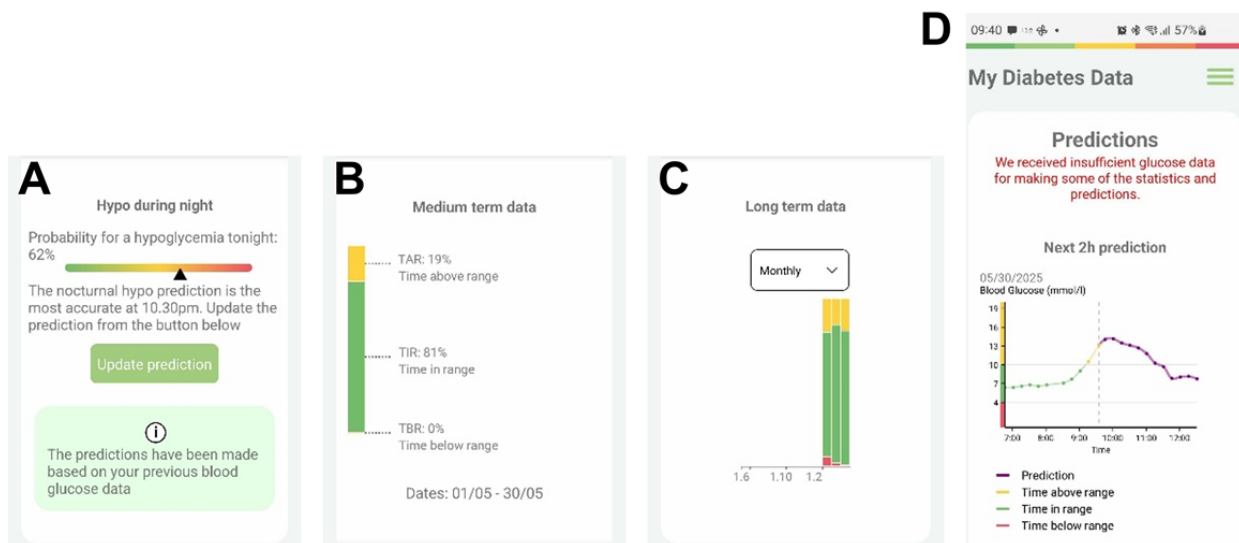 A
Hypo during night
Probability for a hypoglycemia tonight:
62%
The nocturnal hypo prediction is the
most accurate at 10.30pm. Update the
prediction from the button below
Update prediction
The predictions have been made
based on your previous blood
glucose data
B
Medium term data
TAR: 19%
Time above range
TIR: 81%
Time in range
TBR: 0%
Time below range
Dates: 01/05 - 30/05
C
Long term data
Monthly
1.6 1.10 1.2
D
09:40 57%
My Diabetes Data
Predictions
We received insufficient glucose data
for making some of the statistics and
predictions.
Next 2h prediction
05/30/2025
Blood Glucose (mmol/l)
19
16
13
10
7
4
7:00 8:00 9:00 10:00 11:00 12:00
Time
Prediction
Time above range
Time in range
Time below range